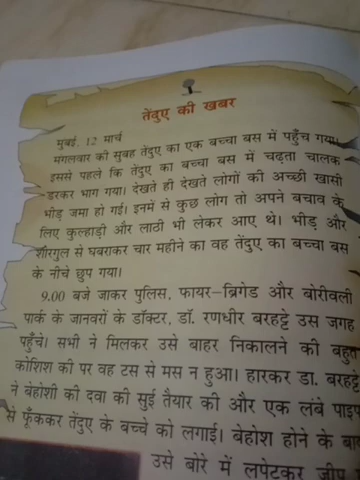 तेंदुए की खबर
मुंबई. 12 मार्च
मंगलवार की सुबह तेंदुए का एक बच्चा बस में पहुँच गया।
इससे पहले कि तेंदुए का बच्चा बस में चढ़ता चालक
डरकर भाग गया। देखते ही देखते लोगों की अच्छी खासी
भीड़ जमा हो गई। इनमें से कुछ लोग तो अपने बचाव के
लिए कुल्हाड़ी और लाठी भी लेकर आए थे। भीड़ और
शोरगुल से घबराकर चार महीने का वह तेंदुए का बच्चा बस
के नीचे छुप गया।
9.00 बजे जाकर पुलिस, फायर-ब्रिगेड और बोरीवली
पार्क के जानवरों के डॉक्टर, डॉ. रणधीर बरहट्टे उस जगह
पहुँचे। सभी ने मिलकर उसे बाहर निकालने की बहुत
कोशिश की पर वह टस से मस न हुआ। हारकर डा. बरहट्टे
ने बेहोशी की दवा की सुई तैयार की और एक लंबे पाइप
से फूँककर तेंदुए के बच्चे को लगाई। बेहोश होने के
उसे बोरे में लपेटकर जीप